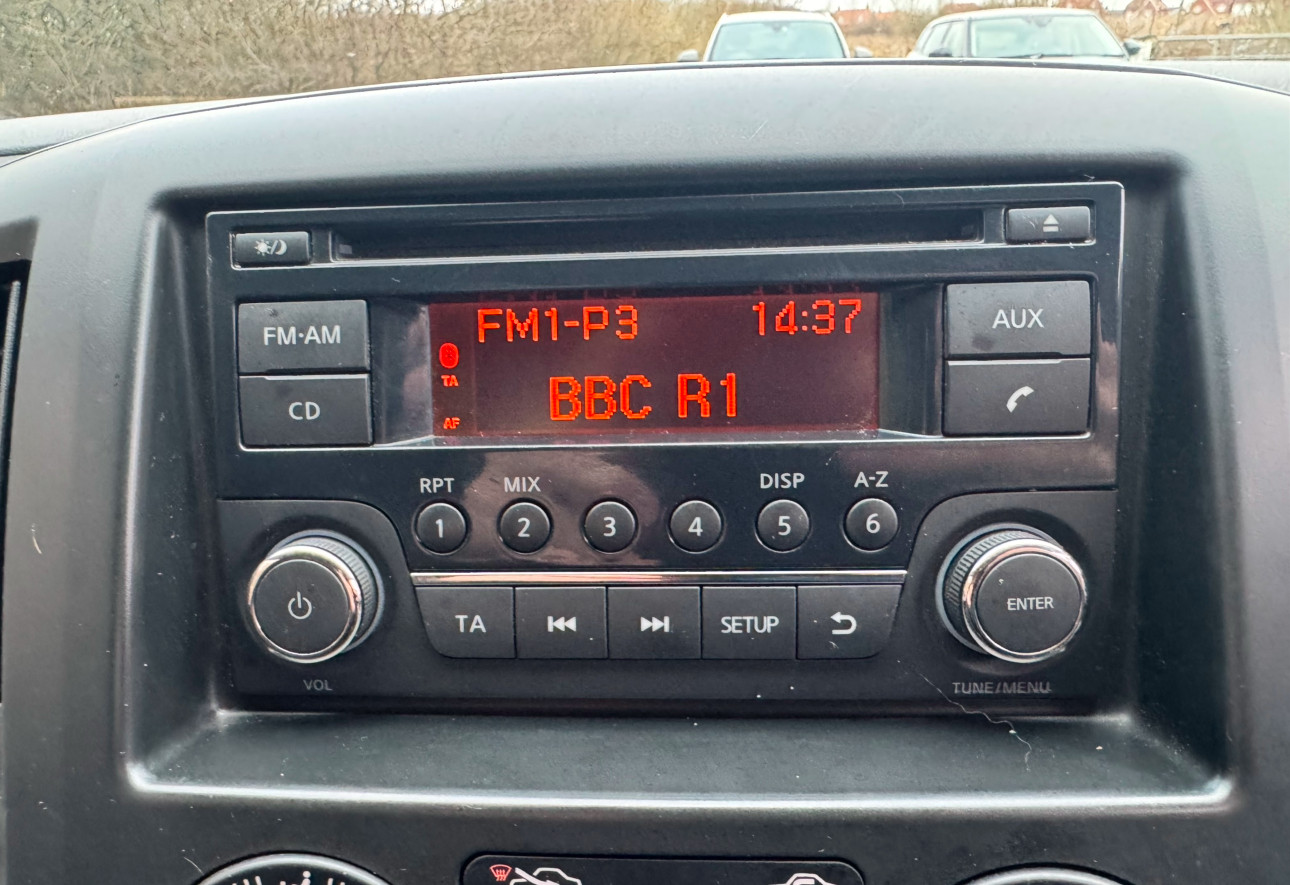 FM·AM
CD
FM1-P3 14:37
TA
BBC R1
AF
AUX
RPT MIX DISP A-Z
1 2 3 4 5 6
TA SETUP
ENTER
VOL
TUNE/MENU